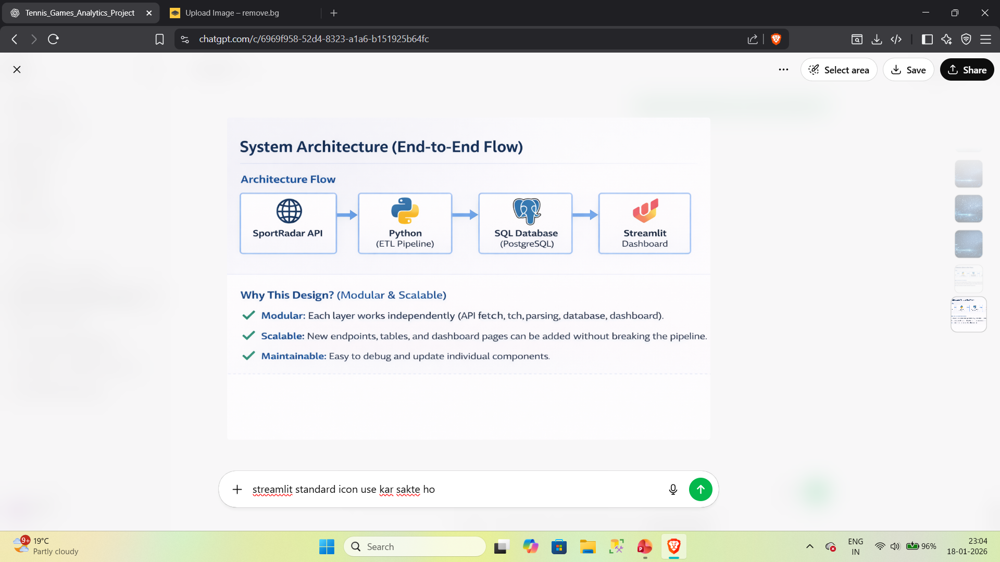 Tennis_Games_Analytics_Project
Upload Image – remove.bg
chatgpt.com/c/6969f958-52d4-8323-a1a6-b151925b64fc
Select area
Save
Share
System Architecture (End-to-End Flow)
Architecture Flow
SportRadar API
Python
(ETL Pipeline)
SQL Database
(PostgreSQL)
Streamlit
Dashboard
Why This Design? (Modular & Scalable)
Modular: Each layer works independently (API fetch, tch, parsing, database, dashboard).
Scalable: New endpoints, tables, and dashboard pages can be added without breaking the pipeline.
Maintainable: Easy to debug and update individual components.
streamlit standard icon use kar sakte ho
9+
19°C
Partly cloudy
Search
P
ENG
IN
96%
23:04
18-01-2026